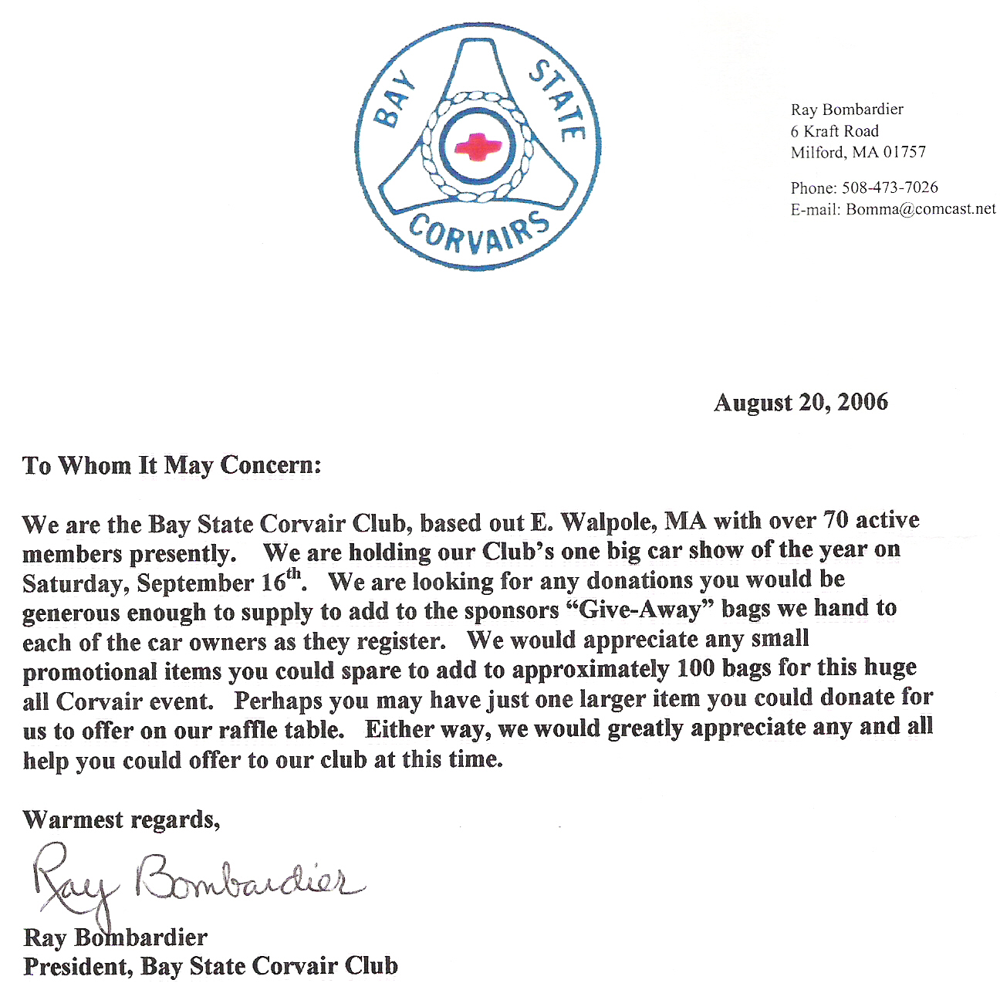 BAY STATE
CORVAIRS
Ray Bombardier
6 Kraft Road
Milford, MA 01757
Phone: 508-473-7026
E-mail: Bomma@comcast.net
August 20, 2006
To Whom It May Concern:
We are the Bay State Corvair Club, based out E. Walpole, MA with over 70 active
members presently. We are holding our Club's one big car show of the year on
Saturday, September 16th. We are looking for any donations you would be
generous enough to supply to add to the sponsors “Give-Away” bags we hand to
each of the car owners as they register. We would appreciate any small
promotional items you could spare to add to approximately 100 bags for this huge
all Corvair event. Perhaps you may have just one larger item you could donate for
us to offer on our raffle table. Either way, we would greatly appreciate any and all
help you could offer to our club at this time.
Warmest regards,
Ray Bombardier
Ray Bombardier
President, Bay State Corvair Club